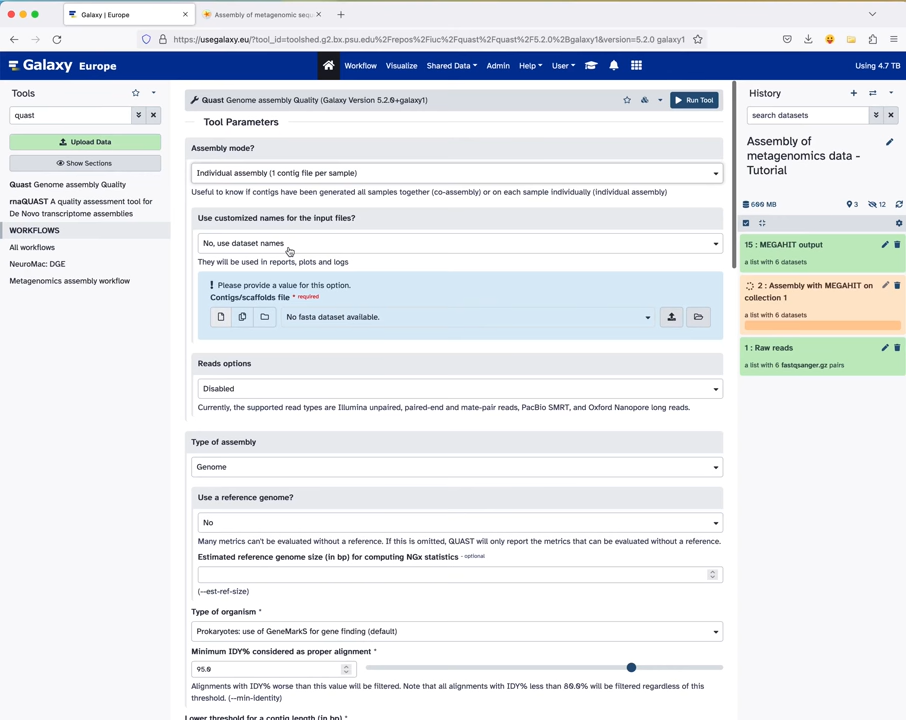 Galaxy | Europe
Assembly of metagenomic seq
https://usegalaxy.eu/?tool_id=toolshed.g2.bx.psu.edu%2Frepos%2Fiuc%2Fquast%2Fquast%2F5.2.0%2Bgalaxy1&version=5.2.0 galaxy1
Galaxy Europe
Workflow Visualize Shared Data Admin Help User Using 4.7 TB
Tools
quast
Upload Data
Show Sections
Quast Genome assembly Quality
rnaQUAST A quality assessment tool for
De Novo transcriptome assemblies
WORKFLOWS
All workflows
NeuroMac: DGE
Metagenomics assembly workflow
Quast Genome assembly Quality (Galaxy Version 5.2.0+galaxy1)
Run Tool
Tool Parameters
Assembly mode?
Individual assembly (1 contig file per sample)
Useful to know if contigs have been generated all samples together (co-assembly) or on each sample individually (individual assembly)
Use customized names for the input files?
No, use dataset names
They will be used in reports, plots and logs
! Please provide a value for this option.
Contigs/scaffolds file * required
No fasta dataset available.
Reads options
Disabled
Currently, the supported read types are Illumina unpaired, paired-end and mate-pair reads, PacBio SMRT, and Oxford Nanopore long reads.
Type of assembly
Genome
Use a reference genome?
No
Many metrics can't be evaluated without a reference. If this is omitted, QUAST will only report the metrics that can be evaluated without a reference.
Estimated reference genome size (in bp) for computing NGx statistics - optional
(--est-ref-size)
Type of organism *
Prokaryotes: use of GeneMarkS for gene finding (default)
Minimum IDY% considered as proper alignment *
95.0
Alignments with IDY% worse than this value will be filtered. Note that all alignments with IDY% less than 80.0% will be filtered regardless of this
threshold. (--min-identity)
Lower threshold for a contig length (in bp) *
History
search datasets
Assembly of
metagenomics data -
Tutorial
600 MB 3 12
15 : MEGAHIT output
a list with 6 datasets
2 : Assembly with MEGAHIT on
collection 1
a list with 6 datasets
1 : Raw reads
a list with 6 fastqsanger.gz pairs